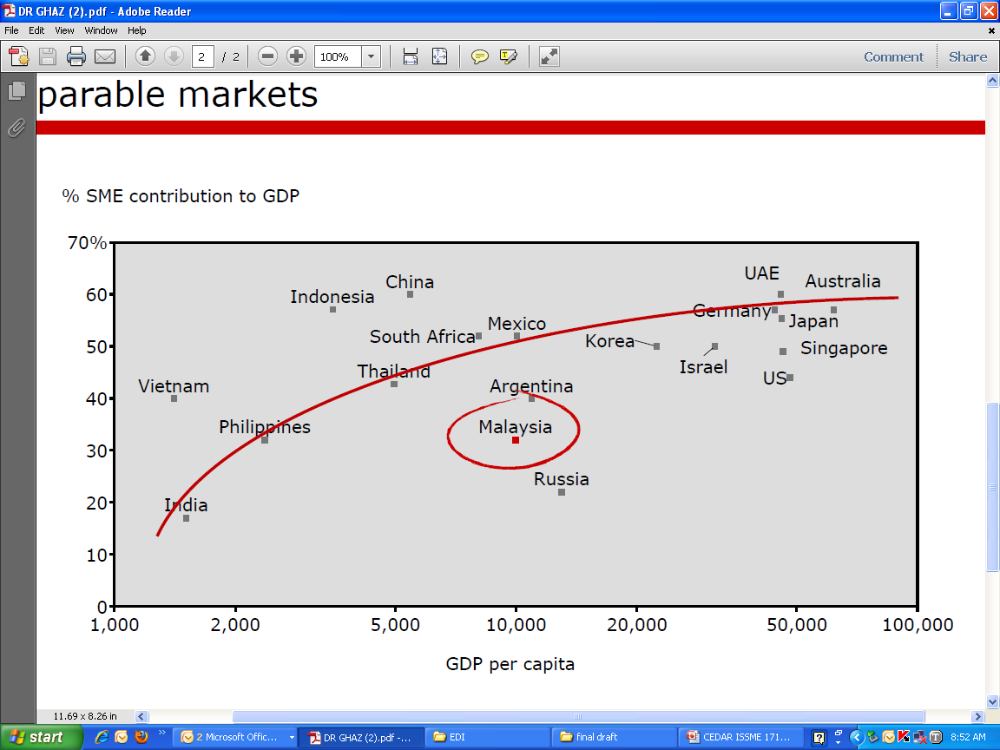 DR GHAZ (2).pdf - Adobe Reader
File Edit View Window Help
2 / 2 100% Comment Share
parable markets
% SME contribution to GDP
70%
60
50
40
30
20
10
0
UAE
Australia
China
Indonesia
Germany
Japan
Mexico
South Africa
Korea
Singapore
Israel
Thailand
US
Vietnam
Argentina
Philippines
Malaysia
Russia
India
1,000 2,000 5,000 10,000 20,000 50,000 100,000
GDP per capita
11.69 x 8.26 in
start 2 Microsoft Offic... DR GHAZ (2).pdf -... EDI final draft CEDAR ISSME 171... 8:52 AM